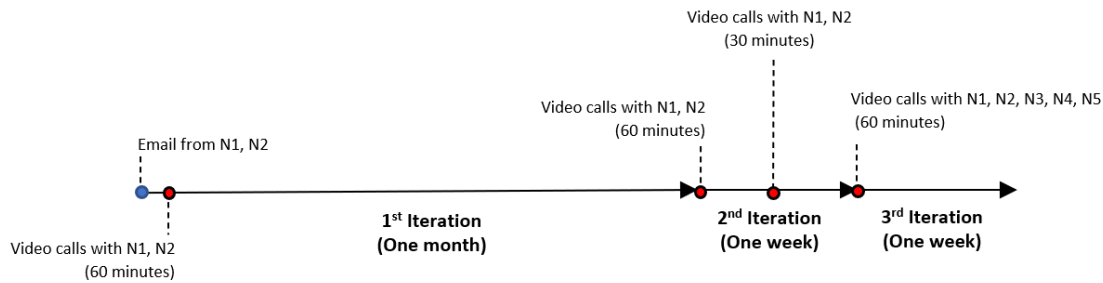 Video calls with N1, N2
(30 minutes)
Video calls with N1, N2
(60 minutes)
Video calls with N1, N2, N3, N4, N5
(60 minutes)
Email from N1, N2
1st Iteration
(One month)
2nd Iteration
(One week)
3rd Iteration
(One week)
Video calls with N1, N2
(60 minutes)